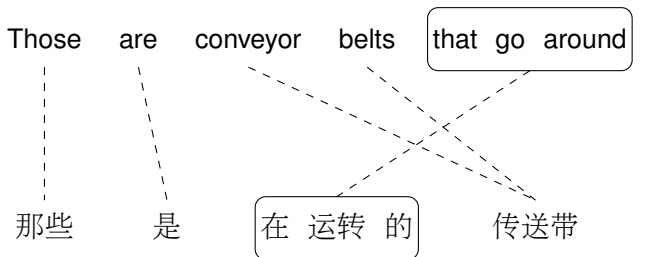 Those are conveyor belts that go around
那些 是 在 运转 的 传送带